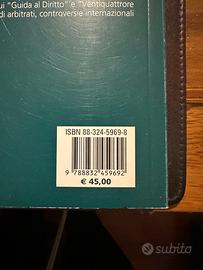 ui "Guida al Diritto" e "Ventiquattrore
di arbitrati, controversie internazionali
ISBN 88-324-5969-8
9 788832 459692
€ 45,00
subito